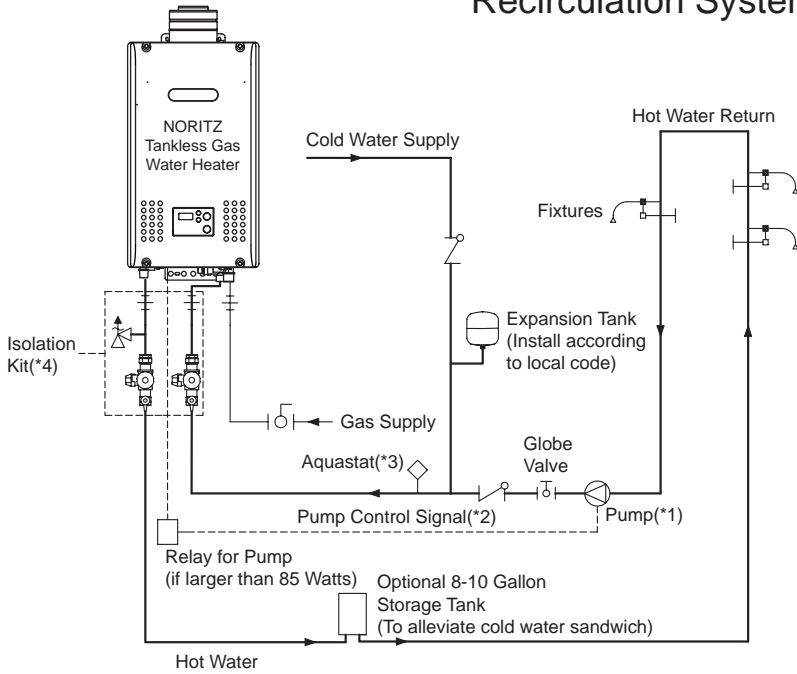 Recirculation System
NORITZ
Tankless Gas
Water Heater
Cold Water Supply
Hot Water Return
Fixtures
Expansion Tank
(Install according
to local code)
Isolation
Kit(*4)
Gas Supply
Globe
Valve
Aquastat(*3)
Pump Control Signal(*2)
Pump(*1)
Relay for Pump
(if larger than 85 Watts)
Optional 8-10 Gallon
Storage Tank
(To alleviate cold water sandwich)
Hot Water